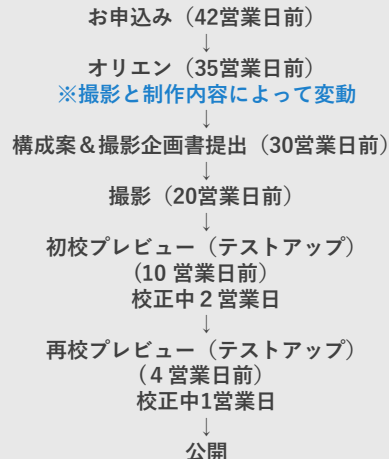 お申込み（42営業日前）
↓
オリエン（35営業日前）
※撮影と制作内容によって変動
↓
構成案＆撮影企画書提出（30営業日前）
↓
撮影（20営業日前）
↓
初校プレビュー（テストアップ）
(10 営業日前）
校正中２営業日
↓
再校プレビュー（テストアップ）
（４営業日前）
校正中1営業日
↓
公開